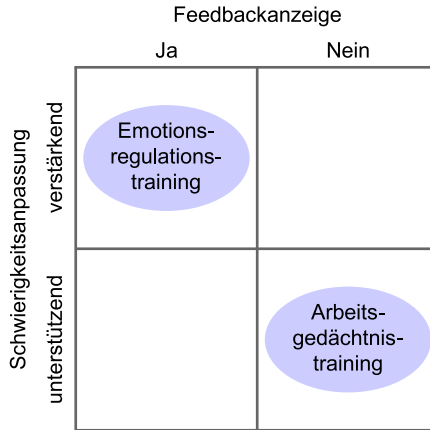 Feedbackanzeige
Ja
Nein
Schwierigkeitsanpassung
verstärkend
Emotions-
regulations-
training
unterstützend
Arbeits-
gedächtnis-
training